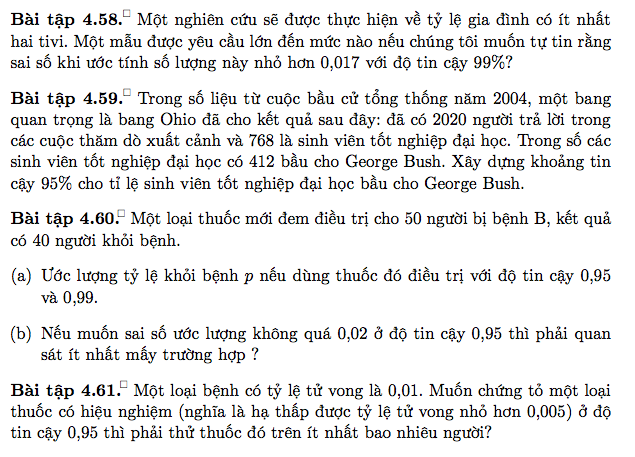 Bài tập 4.58.□ Một nghiên cứu sẽ được thực hiện về tỷ lệ gia đình có ít nhất
hai tivi. Một mẫu được yêu cầu lớn đến mức nào nếu chúng tôi muốn tự tin rằng
sai số khi ước tính số lượng này nhỏ hơn 0,017 với độ tin cậy 99%?
Bài tập 4.59.□ Trong số liệu từ cuộc bầu cử tổng thống năm 2004, một bang
quan trọng là bang Ohio đã cho kết quả sau đây: đã có 2020 người trả lời trong
các cuộc thăm dò xuất cảnh và 768 là sinh viên tốt nghiệp đại học. Trong số các
sinh viên tốt nghiệp đại học có 412 bầu cho George Bush. Xây dựng khoảng tin
cậy 95% cho tỉ lệ sinh viên tốt nghiệp đại học bầu cho George Bush.
Bài tập 4.60.□ Một loại thuốc mới đem điều trị cho 50 người bị bệnh B, kết quả
có 40 người khỏi bệnh.
(a) Ước lượng tỷ lệ khỏi bệnh p nếu dùng thuốc đó điều trị với độ tin cậy 0,95
và 0,99.
(b) Nếu muốn sai số ước lượng không quá 0,02 ở độ tin cậy 0,95 thì phải quan
sát ít nhất mấy trường hợp ?
Bài tập 4.61.□ Một loại bệnh có tỷ lệ tử vong là 0,01. Muốn chứng tỏ một loại
thuốc có hiệu nghiệm (nghĩa là hạ thấp được tỷ lệ tử vong nhỏ hơn 0,005) ở độ
tin cậy 0,95 thì phải thử thuốc đó trên ít nhất bao nhiêu người?